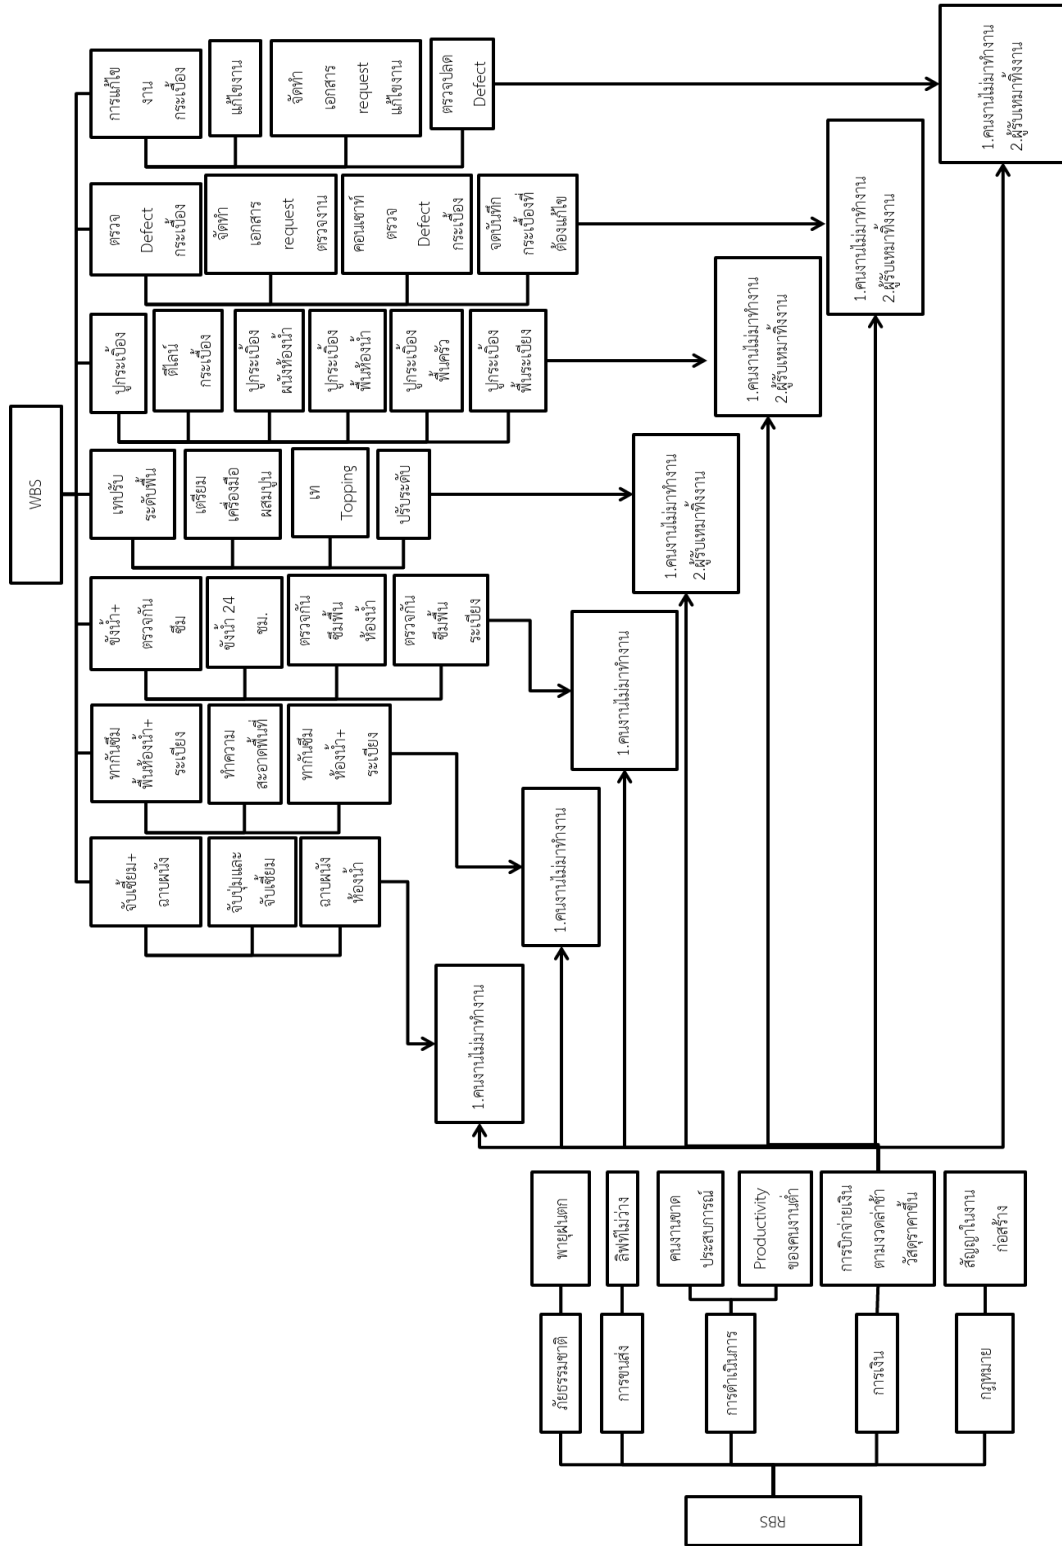 WBS
จับเซี้ยม+
ฉาบผนัง
จับปุ่มและ
จับเซี้ยม
ฉาบผนัง
ห้องน้ำ
ทากันซึม
พื้นห้องน้ำ+
ระเบียง
ทำความ
สะอาดพื้นที่
ทากันซึม
ห้องน้ำ+
ระเบียง
ขังน้ำ+
ตรวจกัน
ซึม
ขังน้ำ 24
ชม.
ตรวจกัน
ซึมพื้น
ห้องน้ำ
ตรวจกัน
ซึมพื้น
ระเบียง
เทปรับ
ระดับพื้น
เตรียม
เครื่องมือ
ผสมปูน
เท
Topping
ปรับระดับ
ปูกระเบื้อง
ตีไลน์
กระเบื้อง
ปูกระเบื้อง
ผนังห้องน้ำ
ปูกระเบื้อง
พื้นห้องน้ำ
ปูกระเบื้อง
พื้นครัว
ปูกระเบื้อง
พื้นระเบียง
ตรวจ
Defect
กระเบื้อง
จัดทำ
เอกสาร
request
ตรวจงาน
คอนเซาท์
ตรวจ
Defect
กระเบื้อง
จดบันทึก
กระเบื้องที่
ต้องแก้ไข
การแก้ไข
งาน
กระเบื้อง
แก้ไขงาน
จัดทำ
เอกสาร
request
แก้ไขงาน
ตรวจปลด
Defect
RBS
ภัยธรรมชาติ
พายุฝนตก
การขนส่ง
ลิฟท์ไม่ว่าง
การดำเนินการ
คนงานขาด
ประสบการณ์
Productivity
ของคนงานต่ำ
การเงิน
การเบิกจ่ายเงิน
ตามงวดล่าช้า
วัสดุราคาขึ้น
กฎหมาย
สัญญาในงาน
ก่อสร้าง
1.คนงานไม่มาทำงาน
1.คนงานไม่มาทำงาน
1.คนงานไม่มาทำงาน
1.คนงานไม่มาทำงาน
2.ผู้รับเหมาทิ้งงาน
1.คนงานไม่มาทำงาน
2.ผู้รับเหมาทิ้งงาน
1.คนงานไม่มาทำงาน
2.ผู้รับเหมาทิ้งงาน
1.คนงานไม่มาทำงาน
2.ผู้รับเหมาทิ้งงาน